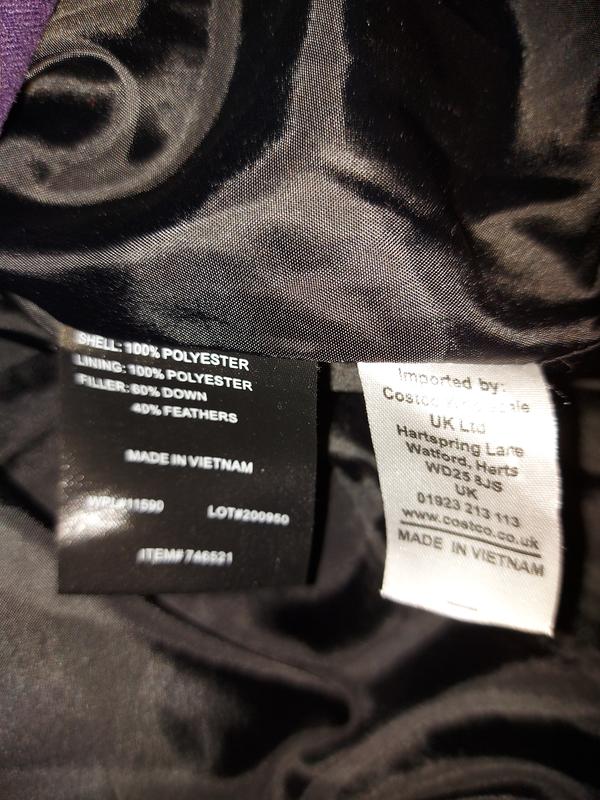 SHELL: 100% POLYESTER
LINING: 100% POLYESTER
FILLER: 60% DOWN
40% FEATHERS
MADE IN VIETNAM
WPL#11590
LOT#200950
ITEM# 746521
Imported by:
Costco
UK Ltd
Hartspring Lane
Watford, Herts
WD25 8JS
UK
01923 213 113
www.costco.co.uk
MADE IN VIETNAM